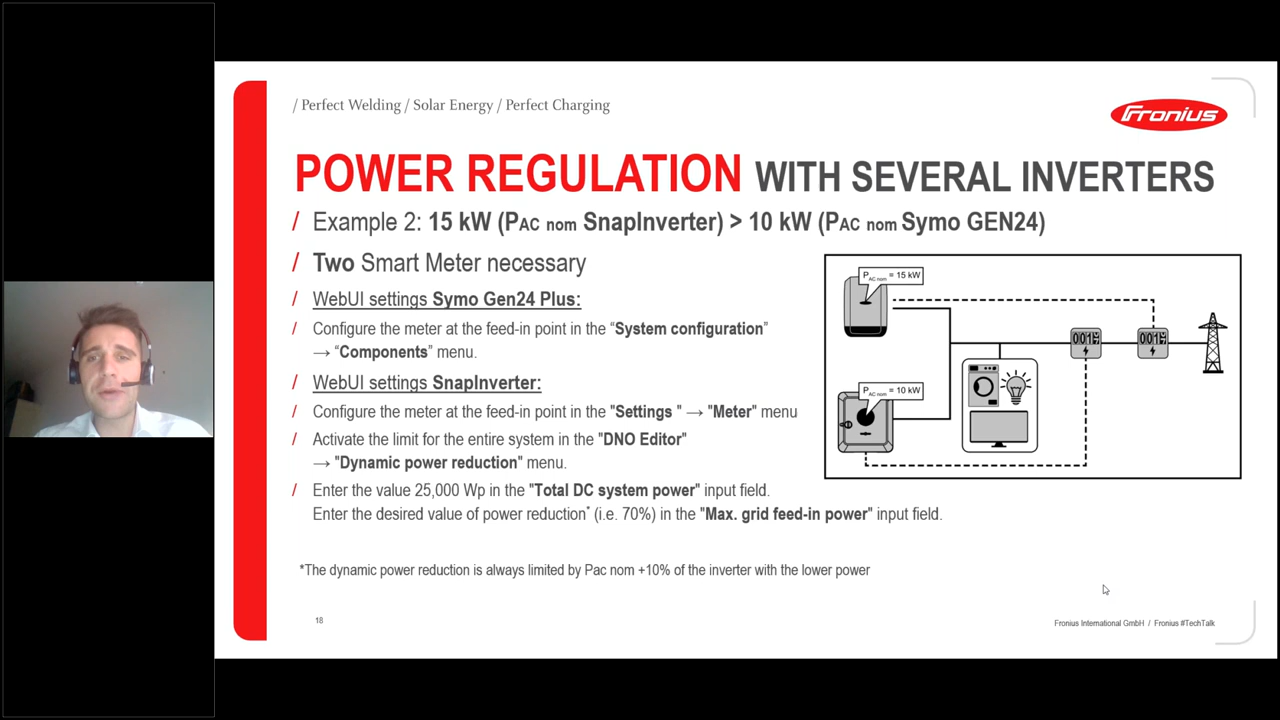 / Perfect Welding / Solar Energy / Perfect Charging
Fronius
POWER REGULATION WITH SEVERAL INVERTERS
/ Example 2: 15 kW (PAC nom SnapInverter) > 10 kW (PAC nom Symo GEN24)
/ Two Smart Meter necessary
/ WebUI settings Symo Gen24 Plus:
/ Configure the meter at the feed-in point in the “System configuration”
→ “Components” menu.
/ WebUI settings SnapInverter:
/ Configure the meter at the feed-in point in the "Settings " → "Meter" menu
/ Activate the limit for the entire system in the "DNO Editor"
→ "Dynamic power reduction" menu.
/ Enter the value 25,000 Wp in the "Total DC system power" input field.
Enter the desired value of power reduction* (i.e. 70%) in the "Max. grid feed-in power" input field.
PAC nom = 15 kW
PAC nom = 10 kW
*The dynamic power reduction is always limited by Pac nom +10% of the inverter with the lower power
18
Fronius International GmbH / Fronius #TechTalk